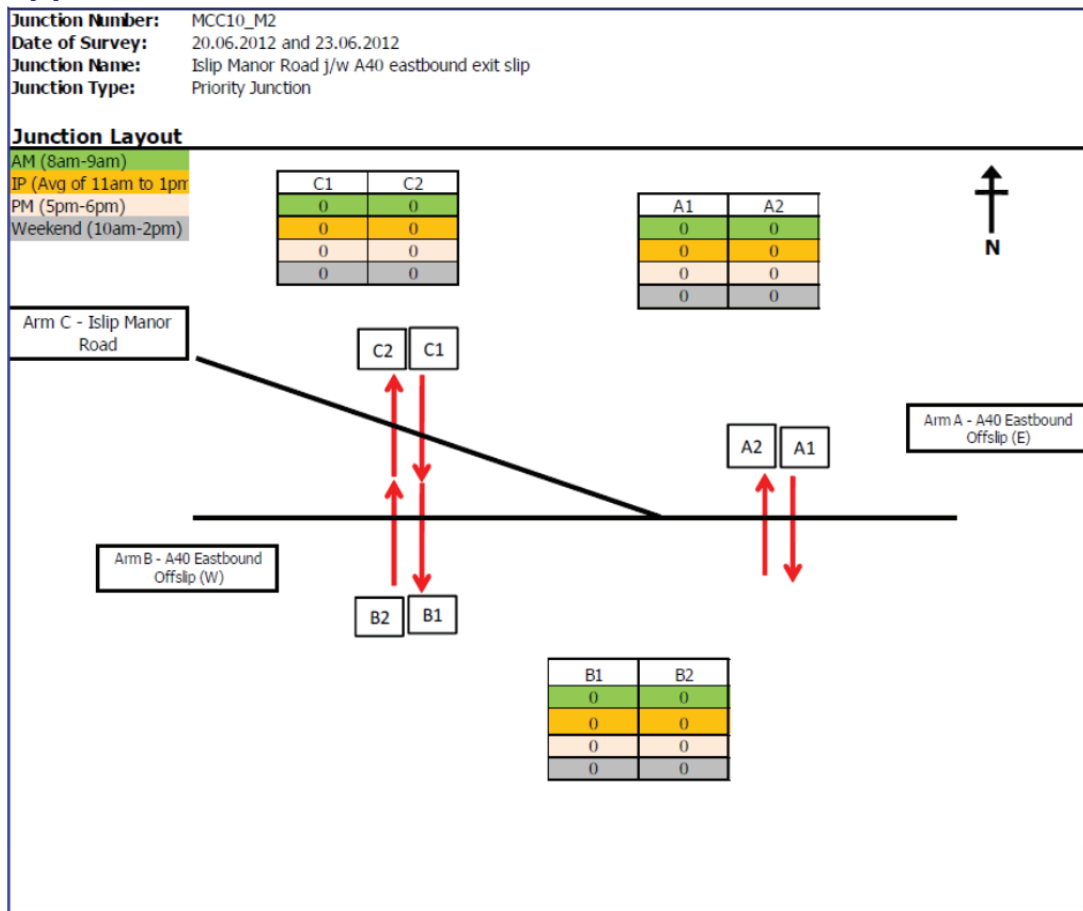 Junction Number: MCC10_M2
Date of Survey: 20.06.2012 and 23.06.2012
Junction Name: Islip Manor Road j/w A40 eastbound exit slip
Junction Type: Priority Junction
Junction Layout
AM (8am-9am)
IP (Avg of 11am to 1pm
PM (5pm-6pm)
Weekend (10am-2pm)
C1 C2
0 0
0 0
0 0
0 0
A1 A2
0 0
0 0
0 0
0 0
N
Arm C - Islip Manor
Road
C2 C1
Arm A - A40 Eastbound
Offslip (E)
A2 A1
Arm B - A40 Eastbound
Offslip (W)
B2 B1
B1 B2
0 0
0 0
0 0
0 0